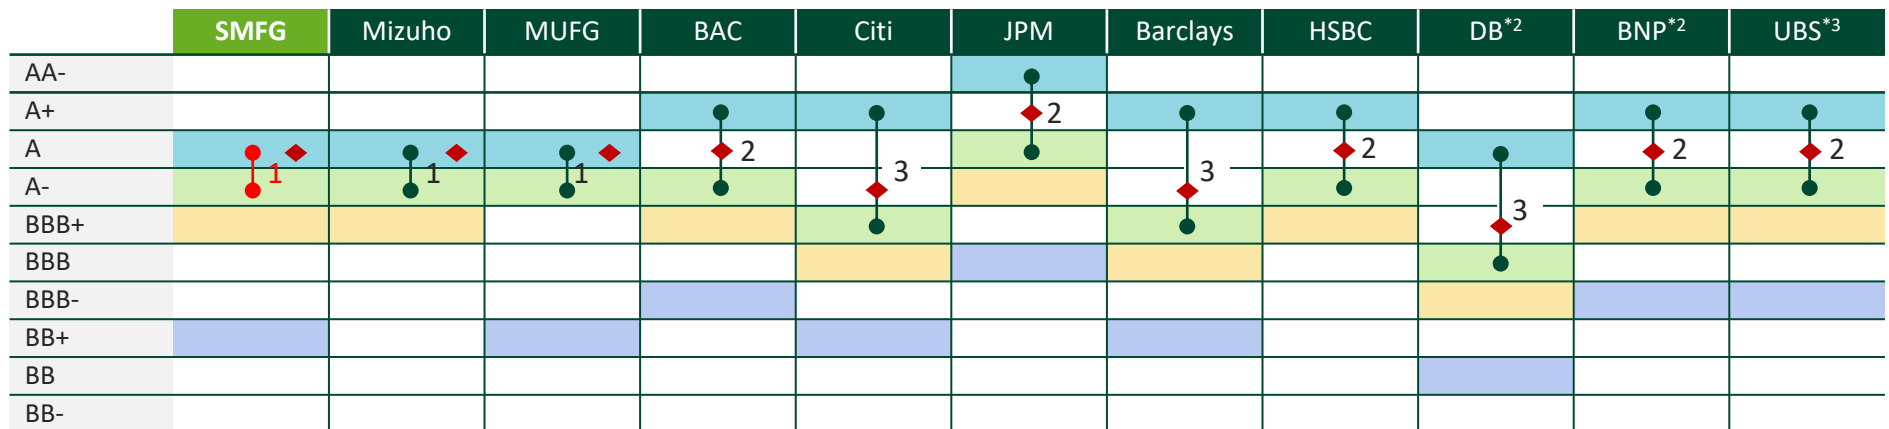 SMFG Mizuho MUFG BAC Citi JPM Barclays HSBC DB*2 BNP*2 UBS*3
AA-
A+ 2
A 1 1 1 2 2 2 2
A- 3 3
BBB+ 3
BBB
BBB-
BB+
BB
BB-